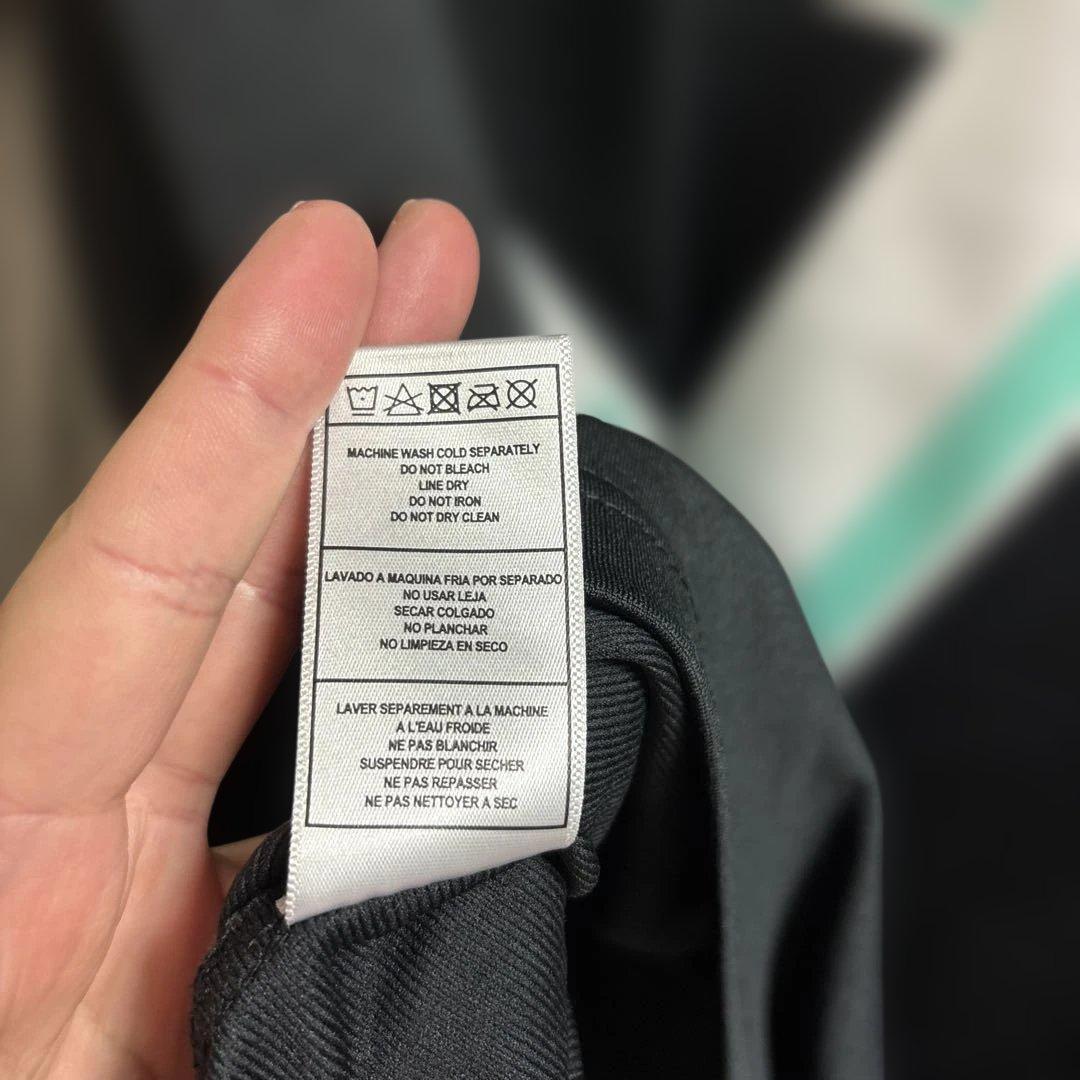 MACHINE WASH COLD SEPARATELY
DO NOT BLEACH
LINE DRY
DO NOT IRON
DO NOT DRY CLEAN
LAVADO A MAQUINA FRIA POR SEPARADO
NO USAR LEJA
SECAR COLGADO
NO PLANCHAR
NO LIMPIEZA EN SECO
LAVER SEPAREMENT A LA MACHINE
A L'EAU FROIDE
NE PAS BLANCHIR
SUSPENDRE POUR SECHER
NE PAS REPASSER
NE PAS NETTOYER A SEC